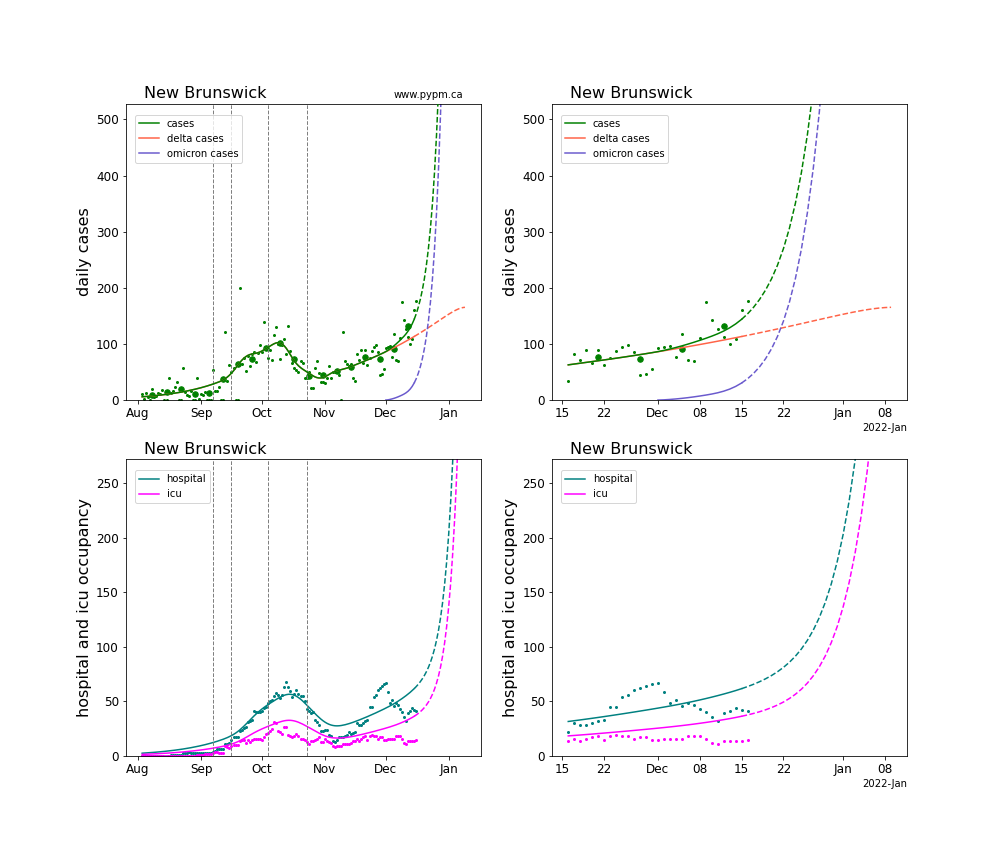 New Brunswick
www.pypm.ca
daily cases
500
400
300
200
100
0
cases
delta cases
omicron cases
Aug Sep Oct Nov Dec Jan
New Brunswick
daily cases
500
400
300
200
100
0
cases
delta cases
omicron cases
15 22 Dec 08 15 22 Jan 08
2022-Jan
New Brunswick
hospital and icu occupancy
250
200
150
100
50
0
hospital
icu
Aug Sep Oct Nov Dec Jan
New Brunswick
hospital and icu occupancy
250
200
150
100
50
0
hospital
icu
15 22 Dec 08 15 22 Jan 08
2022-Jan